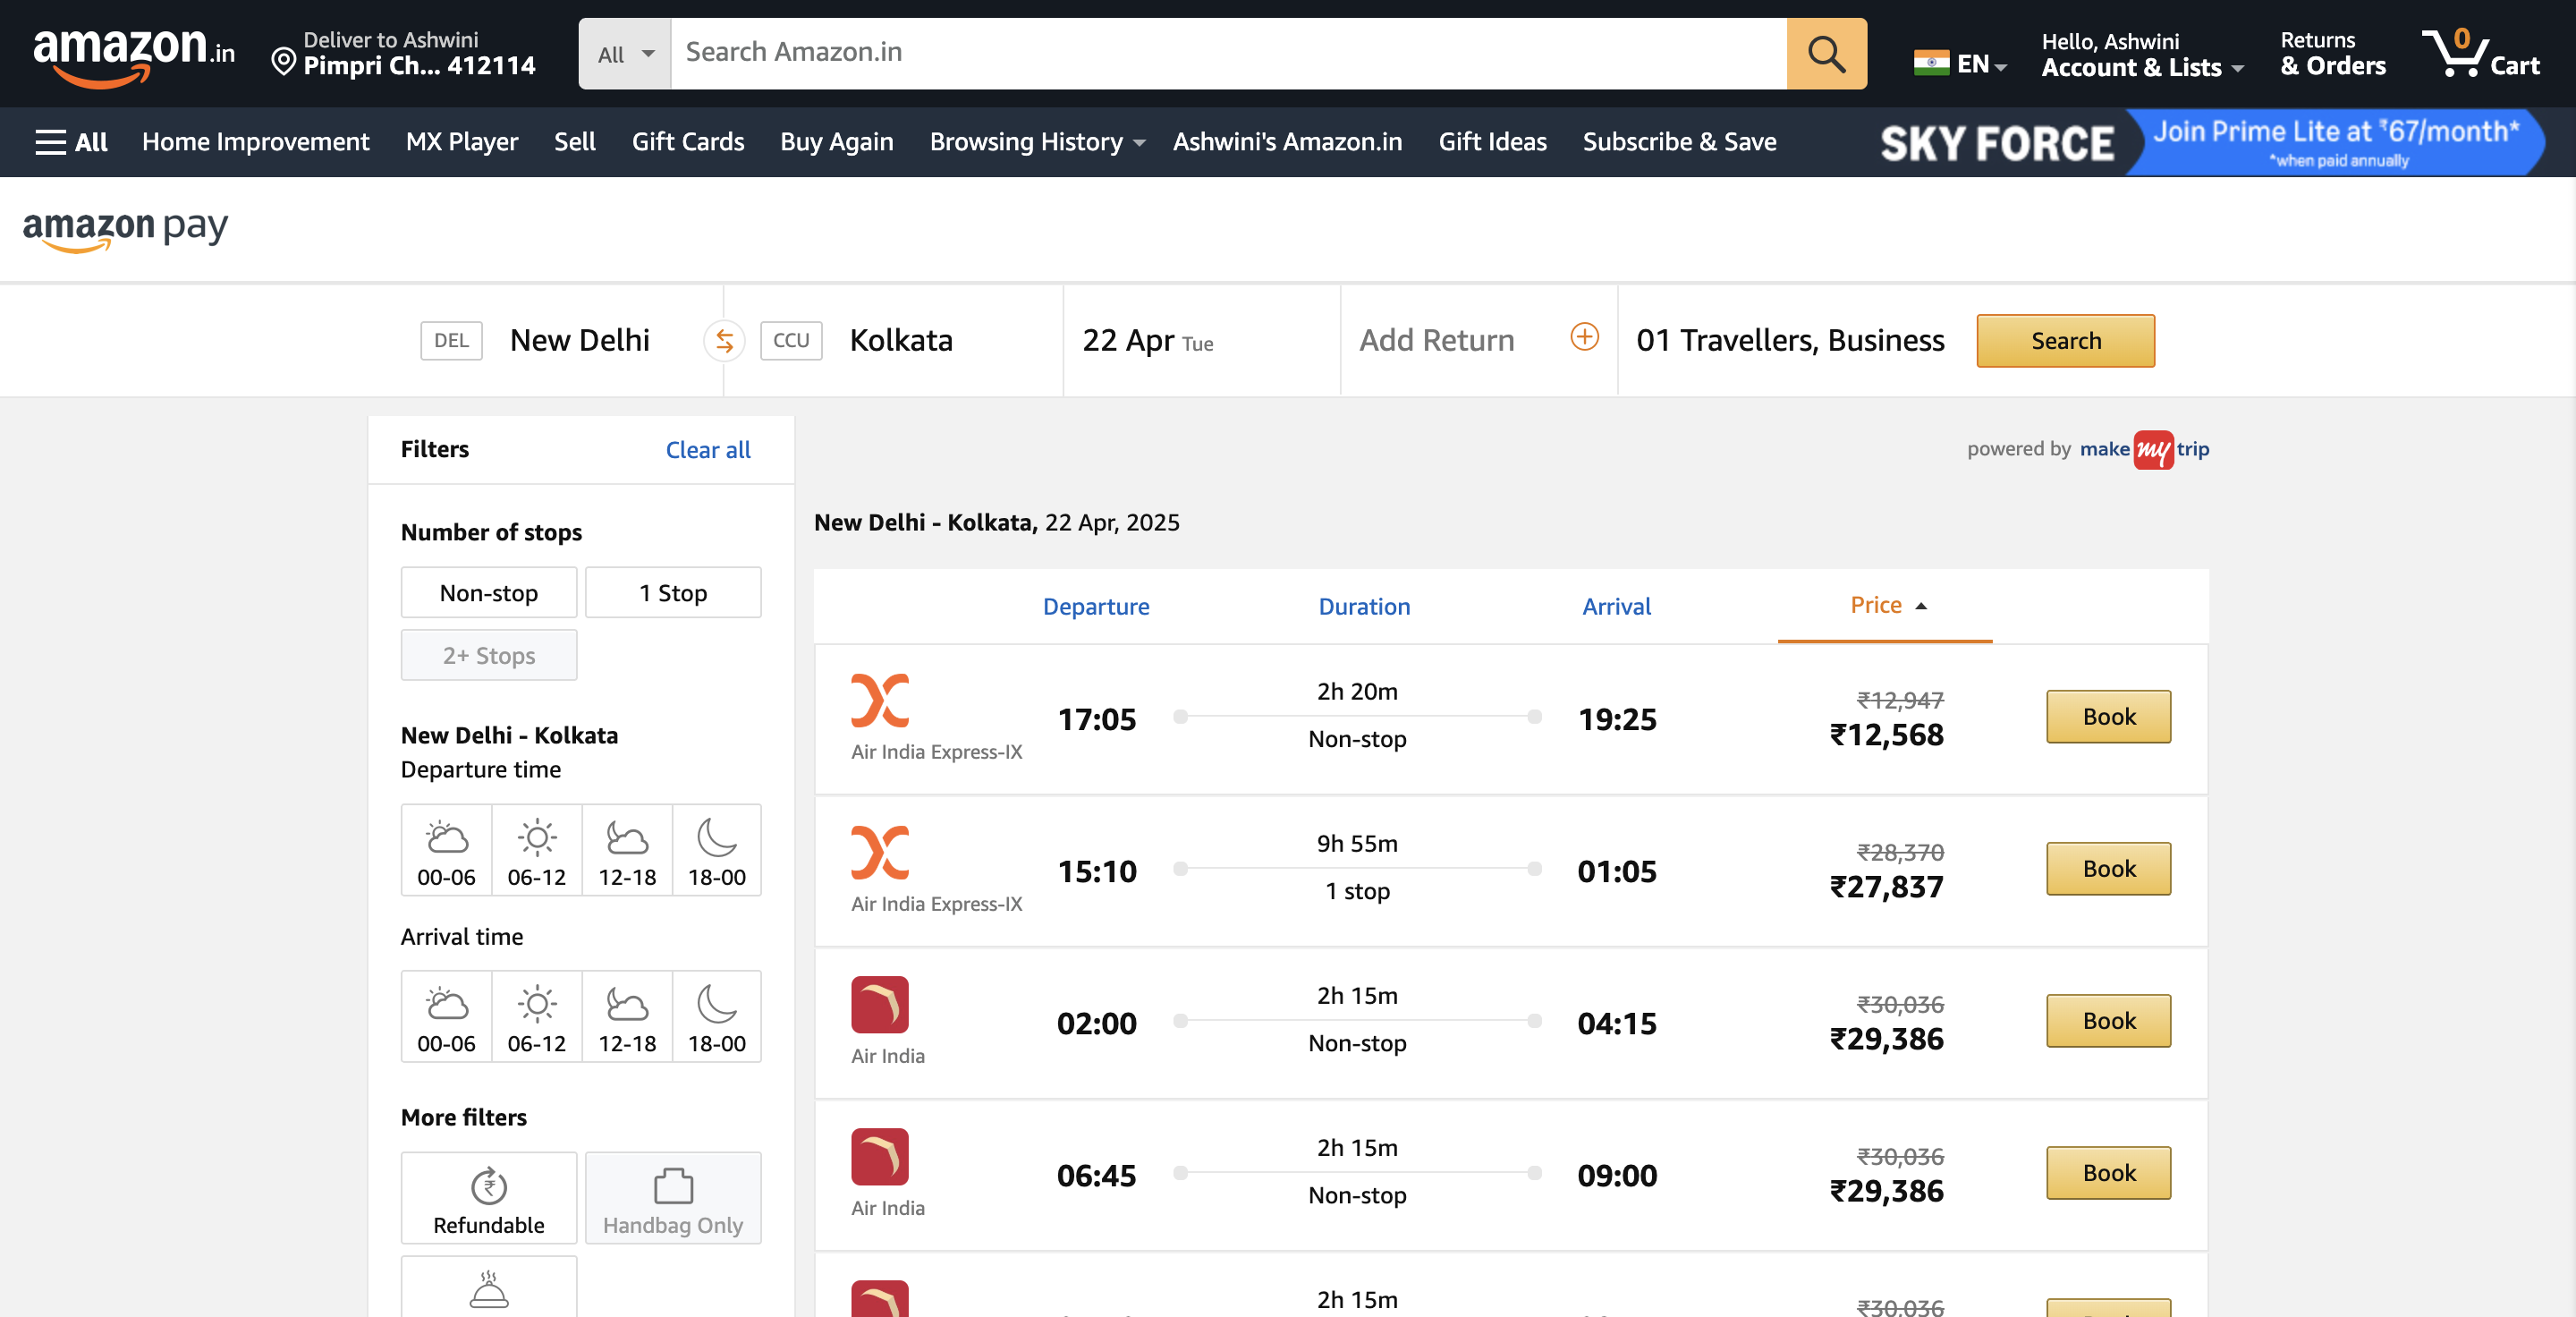 amazon.in
Deliver to Ashwini
Pimpri Ch... 412114
All
Search Amazon.in
EN
Hello, Ashwini
Account & Lists
Returns
& Orders
0
Cart
All
Home Improvement
MX Player
Sell
Gift Cards
Buy Again
Browsing History
Ashwini's Amazon.in
Gift Ideas
Subscribe & Save
SKY FORCE
Join Prime Lite at ₹67/month*
*when paid annually
amazon pay
DEL New Delhi
CCU Kolkata
22 Apr Tue
Add Return
01 Travellers, Business
Search
Filters
Clear all
powered by make my trip
Number of stops
Non-stop
1 Stop
2+ Stops
New Delhi - Kolkata
Departure time
00-06
06-12
12-18
18-00
Arrival time
00-06
06-12
12-18
18-00
More filters
Refundable
Handbag Only
New Delhi - Kolkata, 22 Apr, 2025
Departure
Duration
Arrival
Price
Air India Express-IX
17:05
2h 20m
Non-stop
19:25
₹12,947
₹12,568
Book
Air India Express-IX
15:10
9h 55m
1 stop
01:05
₹28,370
₹27,837
Book
Air India
02:00
2h 15m
Non-stop
04:15
₹30,036
₹29,386
Book
Air India
06:45
2h 15m
Non-stop
09:00
₹30,036
₹29,386
Book
2h 15m
₹30,036